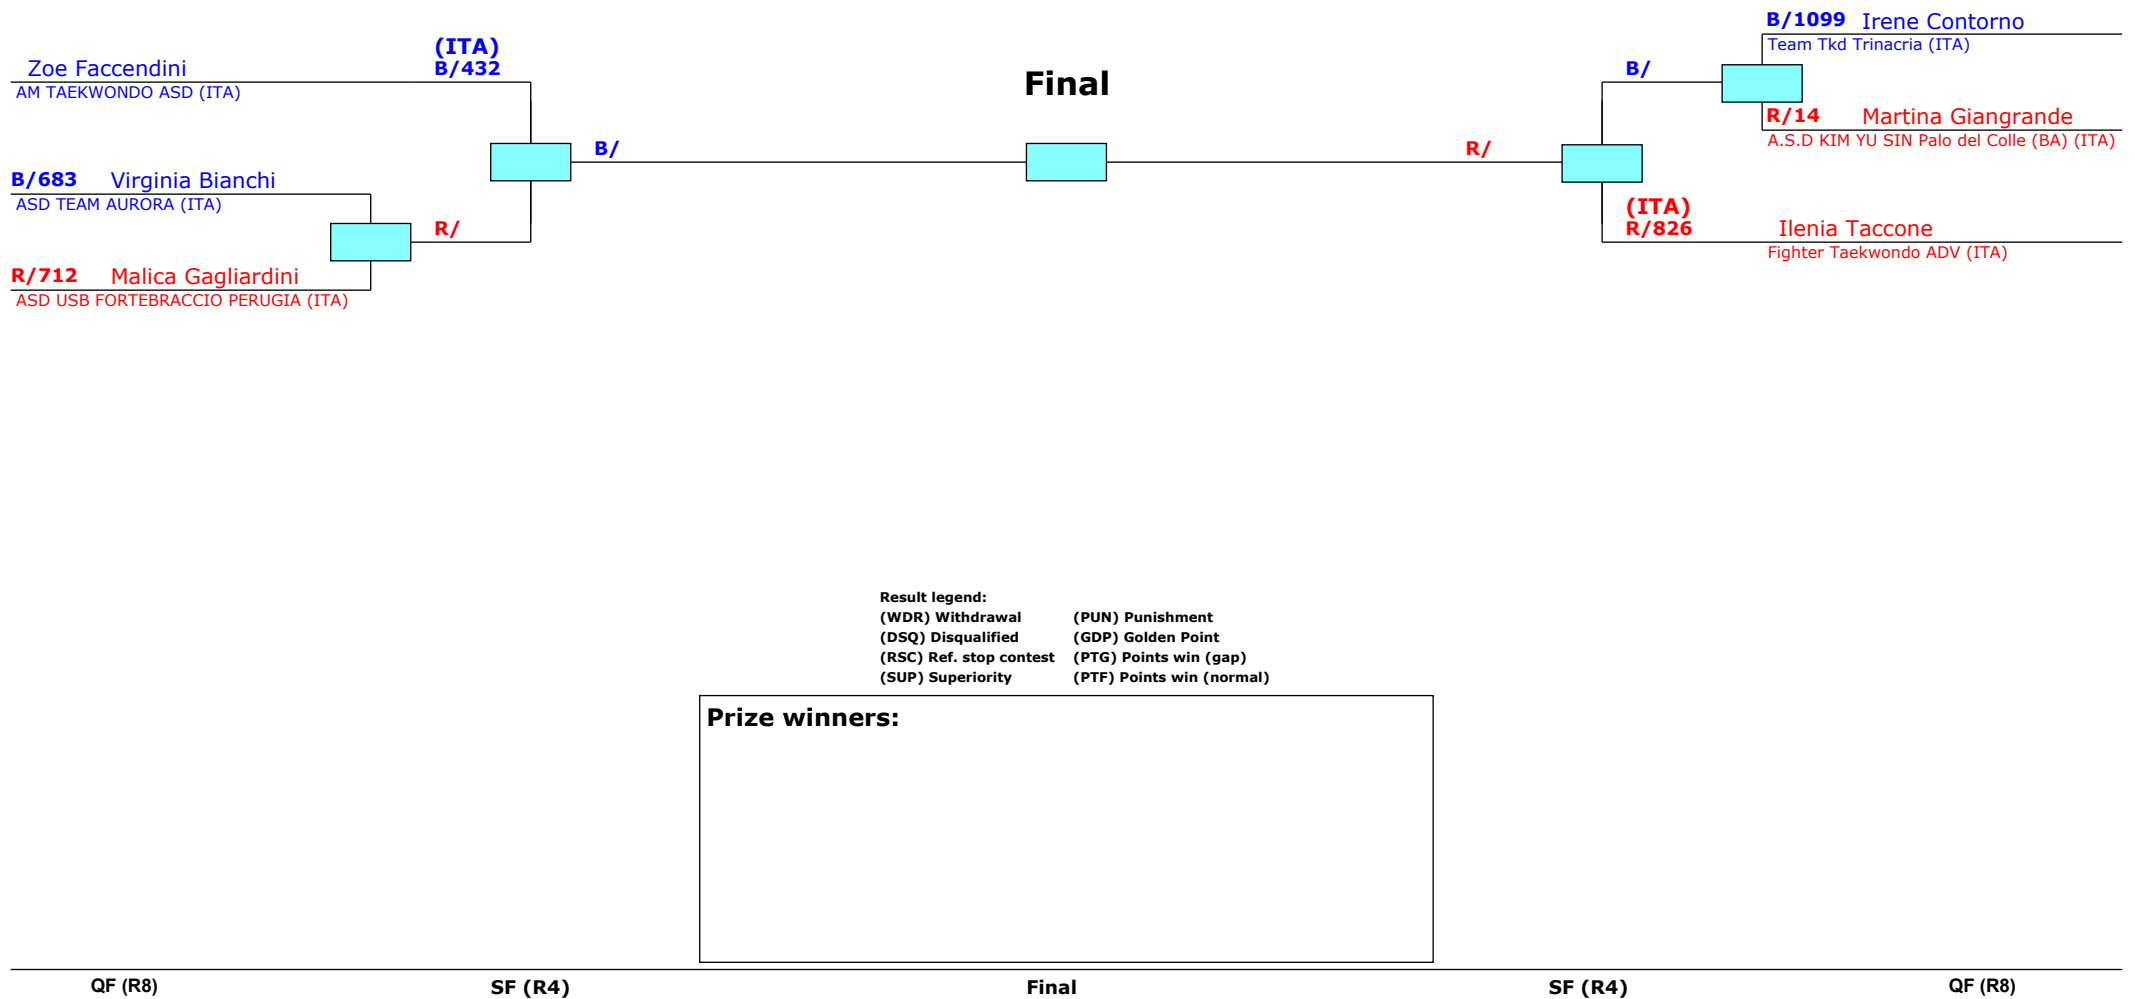 (ITA)
B/432
Zoe Faccendini
AM TAEKWONDO ASD (ITA)
B/683 Virginia Bianchi
ASD TEAM AURORA (ITA)
R/
R/712 Malica Gagliardini
ASD USB FORTEBRACCIO PERUGIA (ITA)
B/
Final
R/
B/1099 Irene Contorno
Team Tkd Trinacria (ITA)
B/
R/14 Martina Giangrande
A.S.D KIM YU SIN Palo del Colle (BA) (ITA)
(ITA)
R/826 Ilenia Taccone
Fighter Taekwondo ADV (ITA)
Result legend:
(WDR) Withdrawal (PUN) Punishment
(DSQ) Disqualified (GDP) Golden Point
(RSC) Ref. stop contest (PTG) Points win (gap)
(SUP) Superiority (PTF) Points win (normal)
Prize winners:
QF (R8) SF (R4) Final SF (R4) QF (R8)